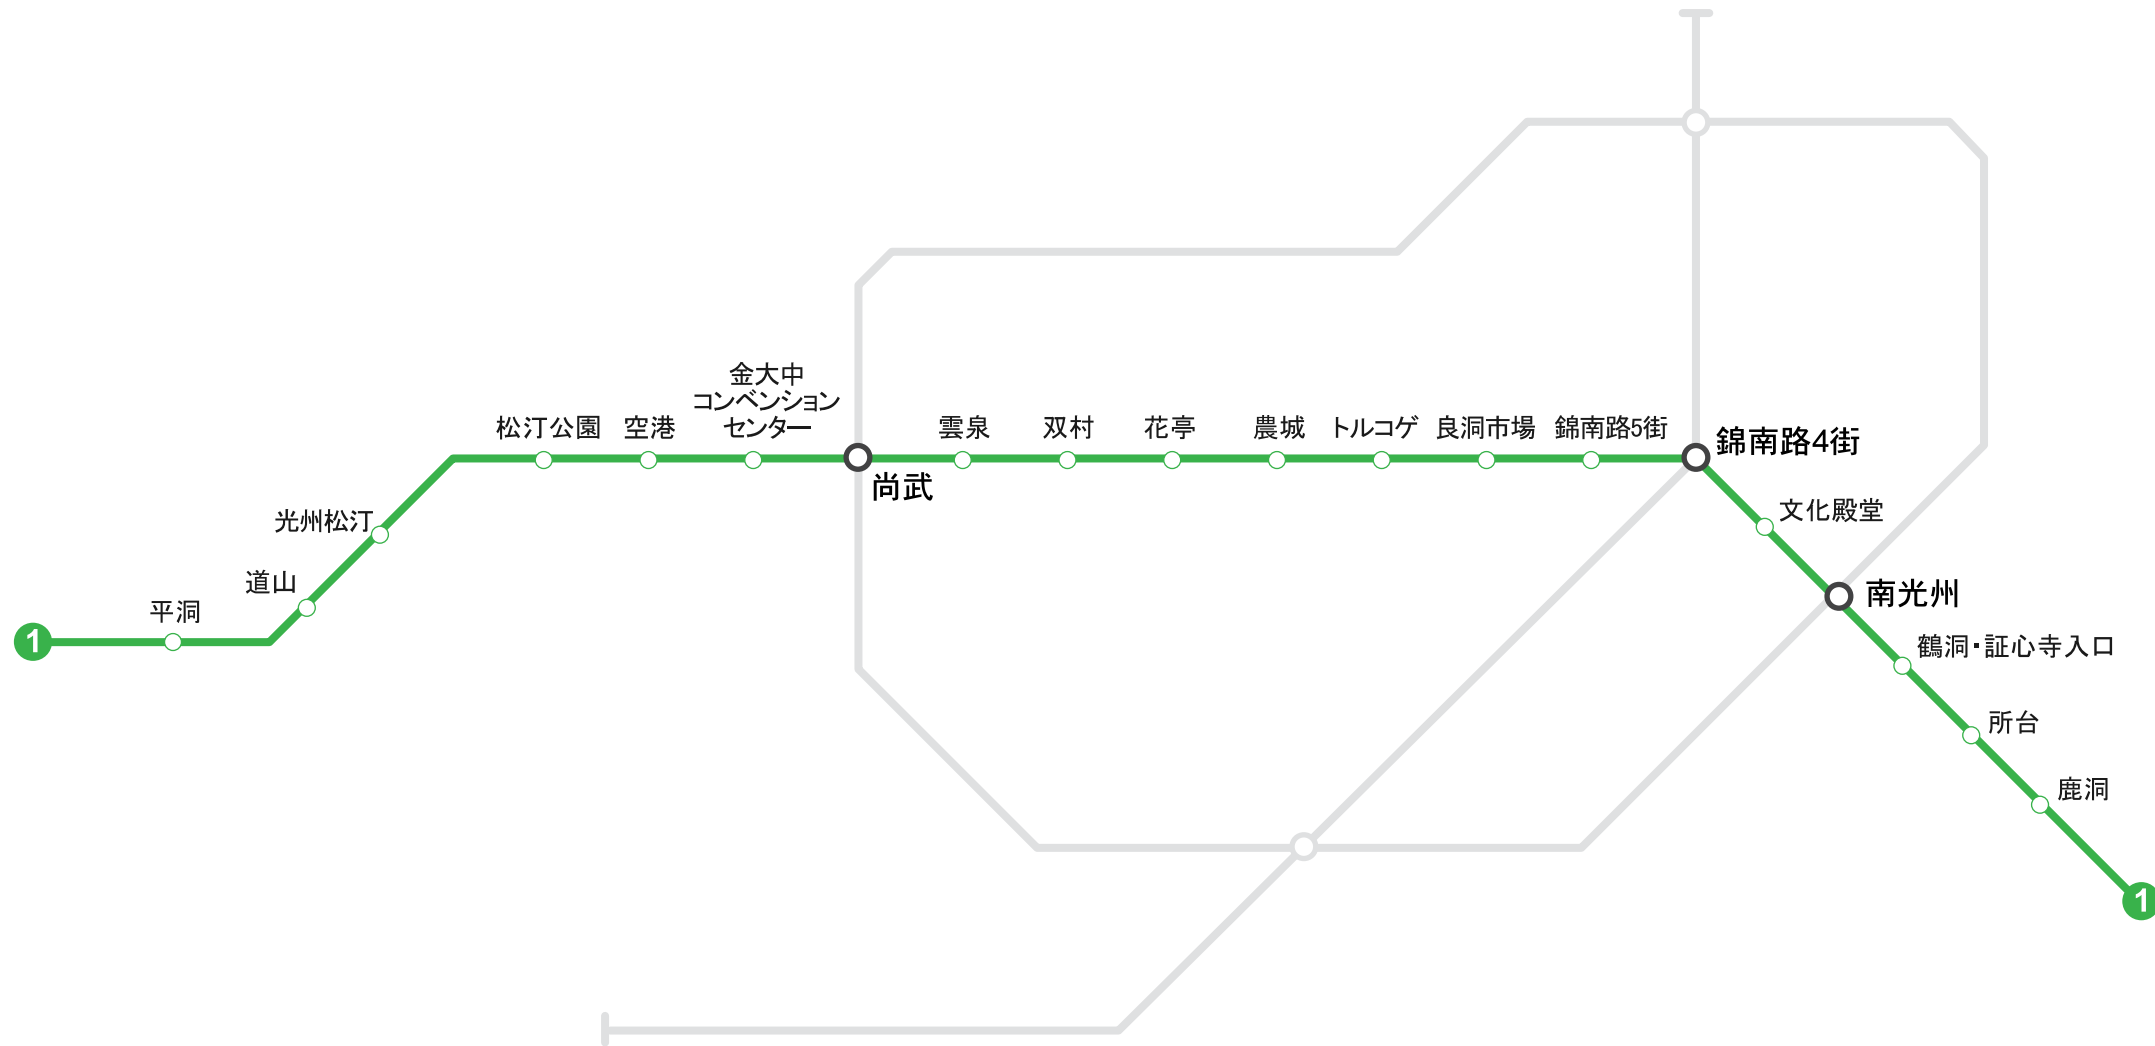 金大中
コンベンション
センター
松汀公園
空港
雲泉
双村
花亭
農城
トルコゲ
良洞市場
錦南路5街
錦南路4街
尚武
文化殿堂
光州松汀
道山
平洞
南光州
1
鶴洞・証心寺入口
所台
鹿洞
1